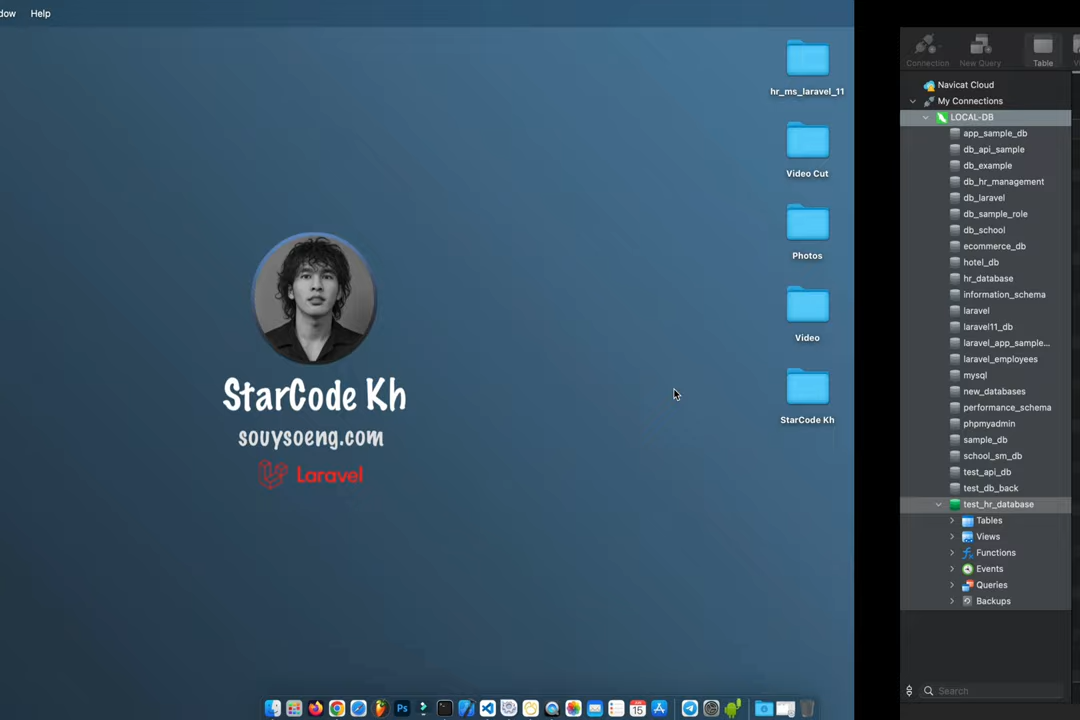 dow Help
hr_ms_laravel_11
Video Cut
Photos
Video
StarCode Kh
StarCode Kh
souysoeng.com
Laravel
Ps
15
Connection New Query Table
Navicat Cloud
My Connections
LOCAL-DB
app_sample_db
db_api_sample
db_example
db_hr_management
db_laravel
db_sample_role
db_school
ecommerce_db
hotel_db
hr_database
information_schema
laravel
laravel11_db
laravel_app_sample...
laravel_employees
mysql
new_databases
performance_schema
phpmyadmin
sample_db
school_sm_db
test_api_db
test_db_back
test_hr_database
Tables
Views
Functions
Events
Queries
Backups
Search